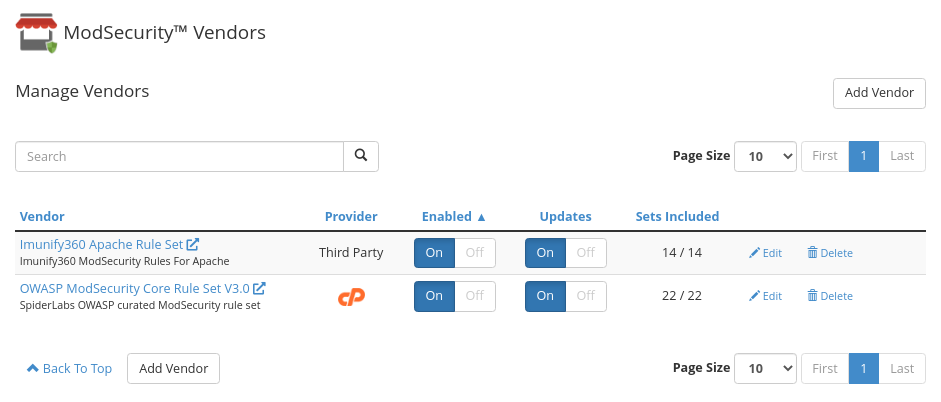 ModSecurity™ Vendors
Manage Vendors
Add Vendor
Search
Page Size 10 First 1 Last
Vendor Provider Enabled ▲ Updates Sets Included
Imunify360 Apache Rule Set
Imunify360 ModSecurity Rules For Apache
Third Party On Off On Off 14 / 14 Edit Delete
OWASP ModSecurity Core Rule Set V3.0
SpiderLabs OWASP curated ModSecurity rule set
cP On Off On Off 22 / 22 Edit Delete
Back To Top Add Vendor Page Size 10 First 1 Last